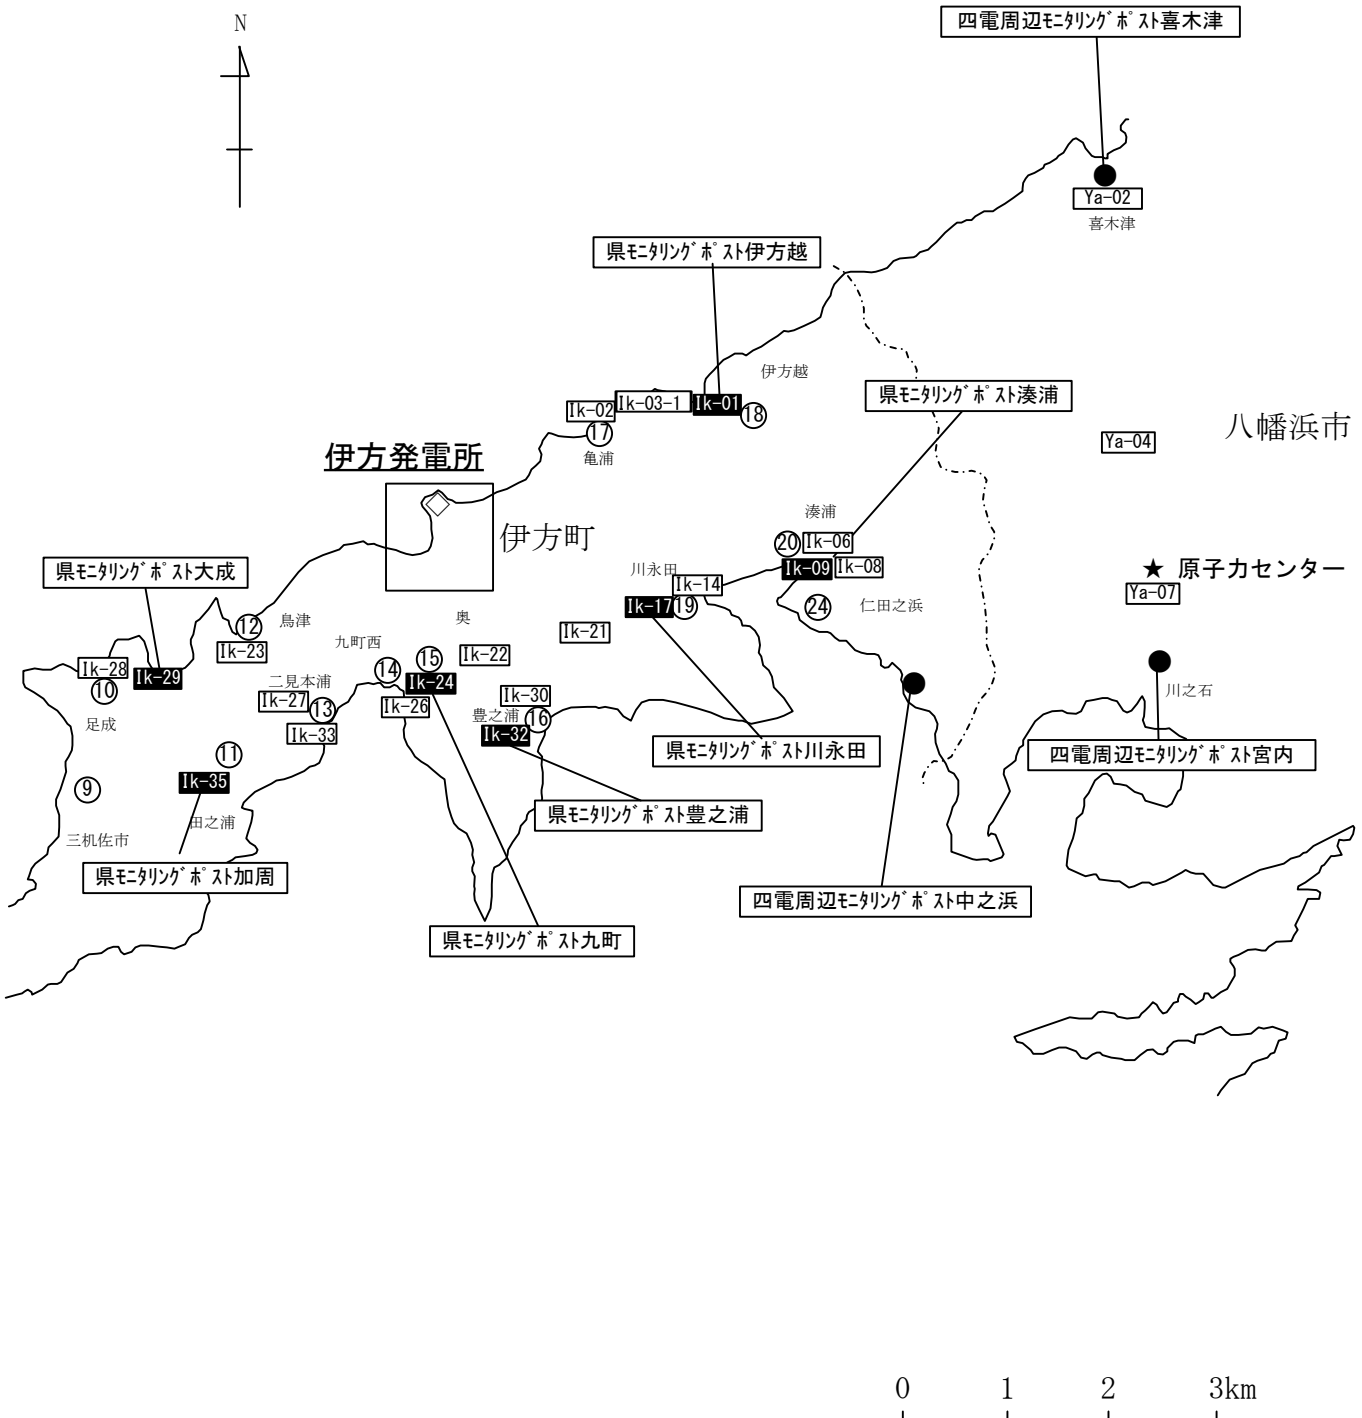 四電周辺ﾓﾆﾀﾘﾝｸﾞﾎﾟｽﾄ喜木津
N
Ya-02
喜木津
県ﾓﾆﾀﾘﾝｸﾞﾎﾟｽﾄ伊方越
伊方越
県ﾓﾆﾀﾘﾝｸﾞﾎﾟｽﾄ湊浦
Ik-02
Ik-03-1
Ik-01
⑱
⑰
亀浦
Ya-04
八幡浜市
伊方発電所
伊方町
湊浦
⑳
Ik-06
Ik-09
Ik-08
★ 原子力センター
Ya-07
県ﾓﾆﾀﾘﾝｸﾞﾎﾟｽﾄ大成
川永田
Ik-14
Ik-17
⑲
㉔
仁田之浜
⑫
鳥津
奥
Ik-21
九町西
Ik-23
⑮
Ik-22
Ik-28
Ik-29
⑭
Ik-24
⑩
二見本浦
Ik-27
⑬
Ik-26
Ik-30
川之石
足成
豊之浦
⑯
Ik-33
Ik-32
県ﾓﾆﾀﾘﾝｸﾞﾎﾟｽﾄ川永田
四電周辺ﾓﾆﾀﾘﾝｸﾞﾎﾟｽﾄ宮内
⑪
Ik-35
⑨
県ﾓﾆﾀﾘﾝｸﾞﾎﾟｽﾄ豊之浦
田之浦
三机佐市
県ﾓﾆﾀﾘﾝｸﾞﾎﾟｽﾄ加周
四電周辺ﾓﾆﾀﾘﾝｸﾞﾎﾟｽﾄ中之浜
県ﾓﾆﾀﾘﾝｸﾞﾎﾟｽﾄ九町
0 1 2 3km